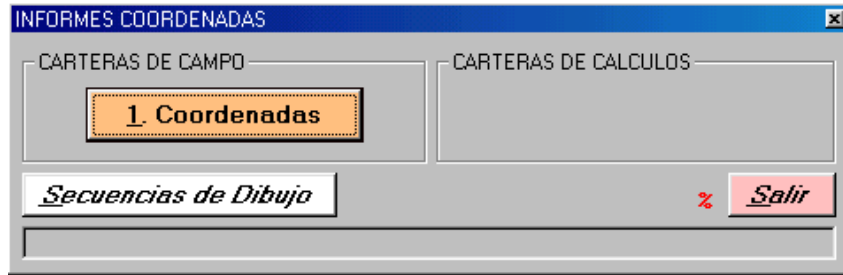 INFORMES COORDENADAS
CARTERAS DE CAMPO
CARTERAS DE CALCULOS
1. Coordenadas
Secuencias de Dibujo
%
Salir